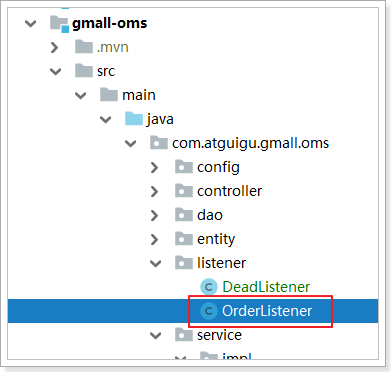 gmall-oms
.mvn
src
main
java
com.atguigu.gmall.oms
config
controller
dao
entity
listener
DeadListener
OrderListener
service
impl